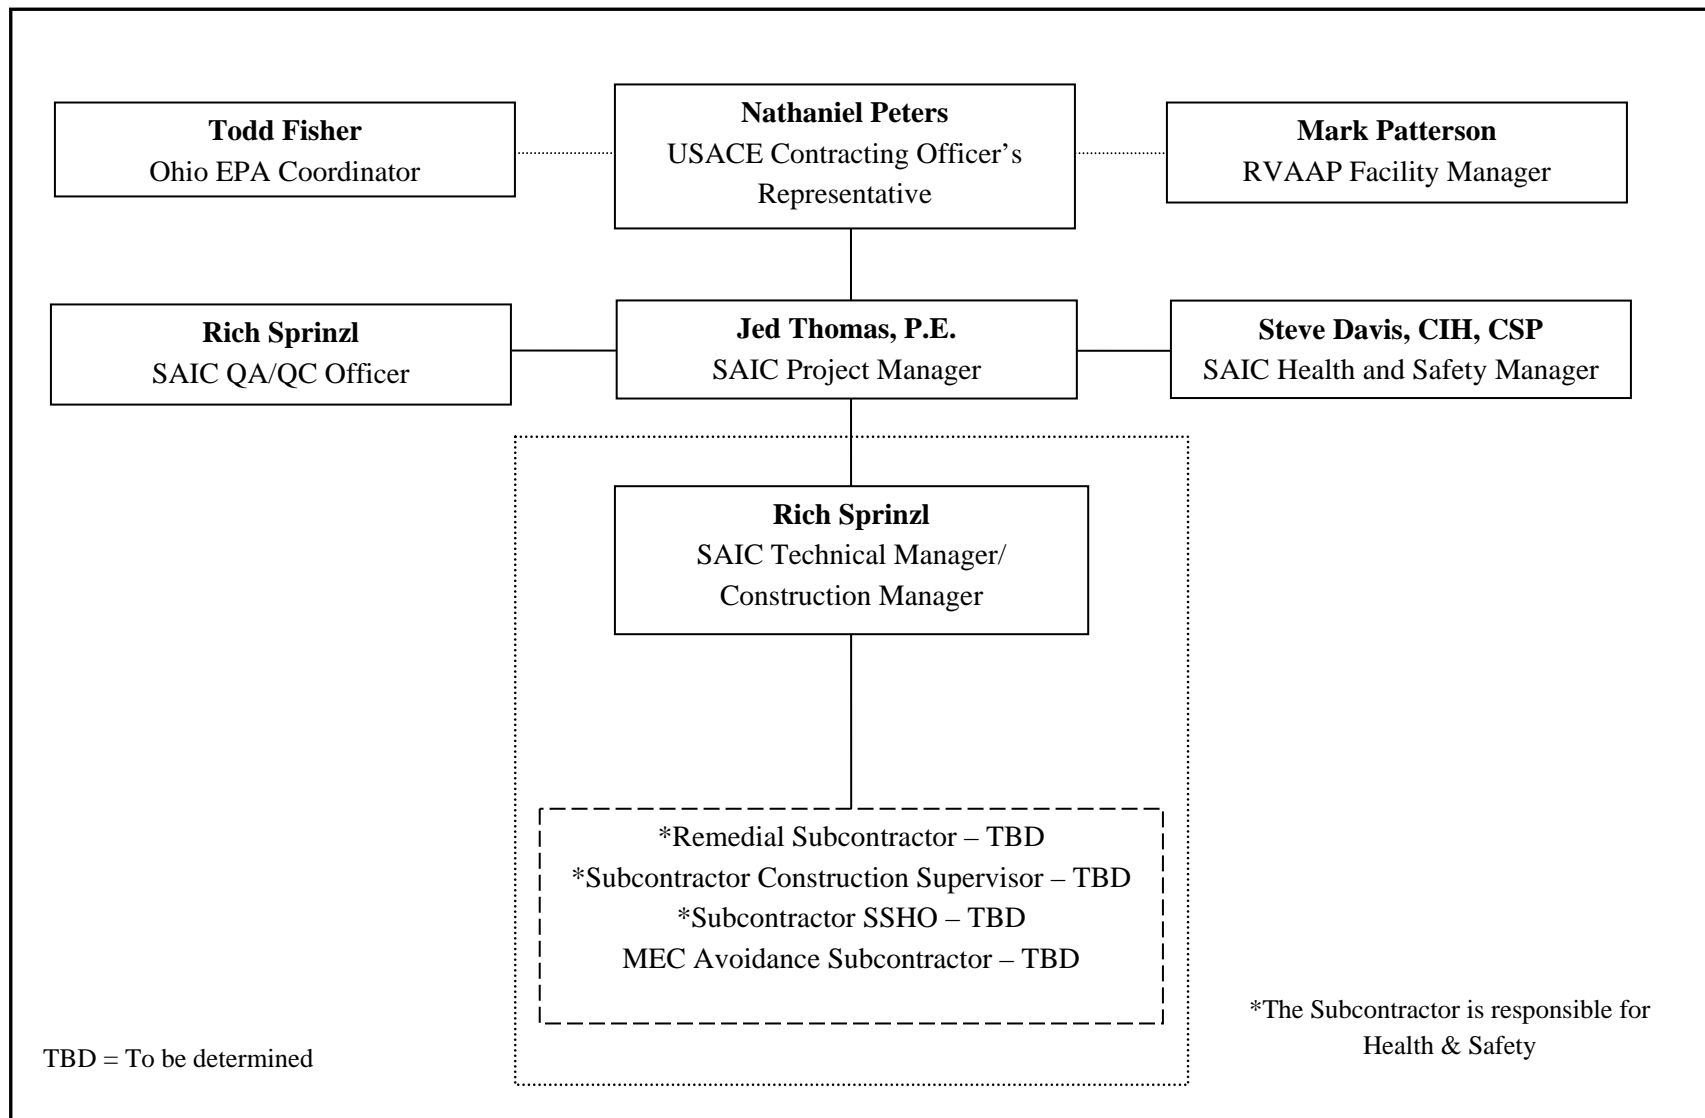 Todd Fisher
Ohio EPA Coordinator
Nathaniel Peters
USACE Contracting Officer’s
Representative
Mark Patterson
RVAAP Facility Manager
Rich Sprinzl
SAIC QA/QC Officer
Jed Thomas, P.E.
SAIC Project Manager
Steve Davis, CIH, CSP
SAIC Health and Safety Manager
Rich Sprinzl
SAIC Technical Manager/
Construction Manager
*Remedial Subcontractor – TBD
*Subcontractor Construction Supervisor – TBD
*Subcontractor SSHO – TBD
MEC Avoidance Subcontractor – TBD
*The Subcontractor is responsible for
Health & Safety
TBD = To be determined